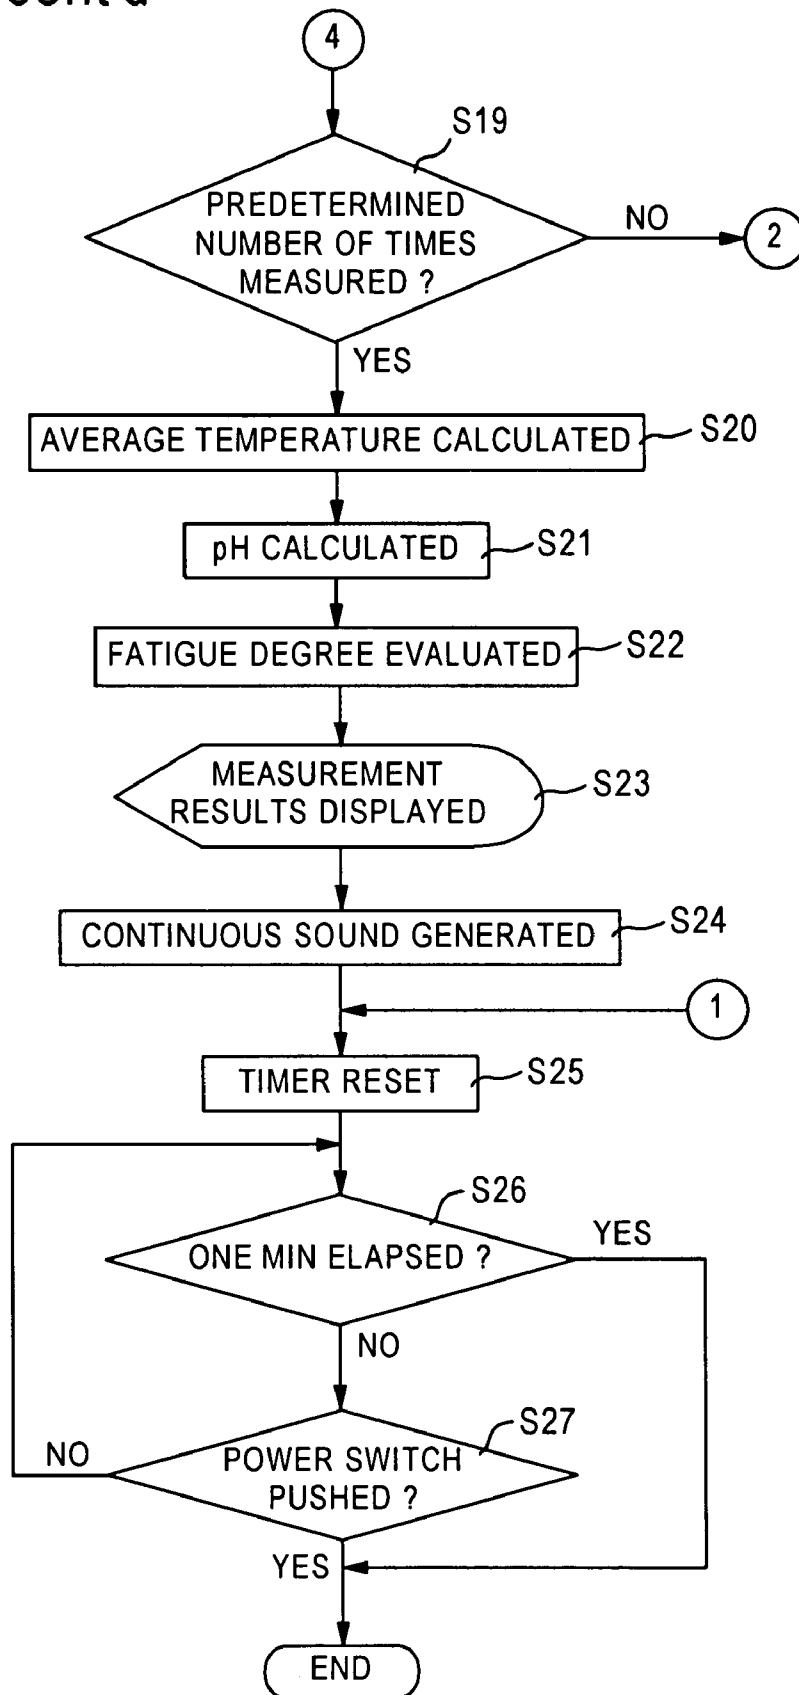 4
S19
PREDETERMINED
NUMBER OF TIMES
MEASURED ?
NO
2
YES
AVERAGE TEMPERATURE CALCULATED
S20
pH CALCULATED
S21
FATIGUE DEGREE EVALUATED
S22
MEASUREMENT
RESULTS DISPLAYED
S23
CONTINUOUS SOUND GENERATED
S24
1
TIMER RESET
S25
S26
ONE MIN ELAPSED ?
YES
NO
S27
POWER SWITCH
PUSHED ?
NO
YES
END